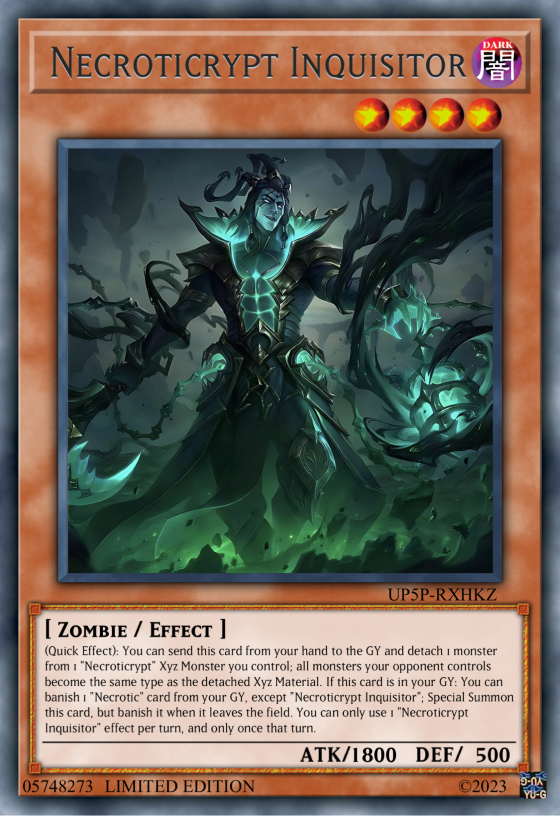 Necroticrypt Inquisitor
DARK
闇
UP5P-RXHKZ
[ Zombie / Effect ]
(Quick Effect): You can send this card from your hand to the GY and detach 1 monster
from 1 "Necroticrypt" Xyz Monster you control; all monsters your opponent controls
become the same type as the detached Xyz Material. If this card is in your GY: You can
banish 1 "Necrotic" card from your GY, except "Necroticrypt Inquisitor"; Special Summon
this card, but banish it when it leaves the field. You can only use 1 "Necroticrypt
Inquisitor" effect per turn, and only once that turn.
ATK/1800 DEF/ 500
05748273 LIMITED EDITION ©2023
YU-G